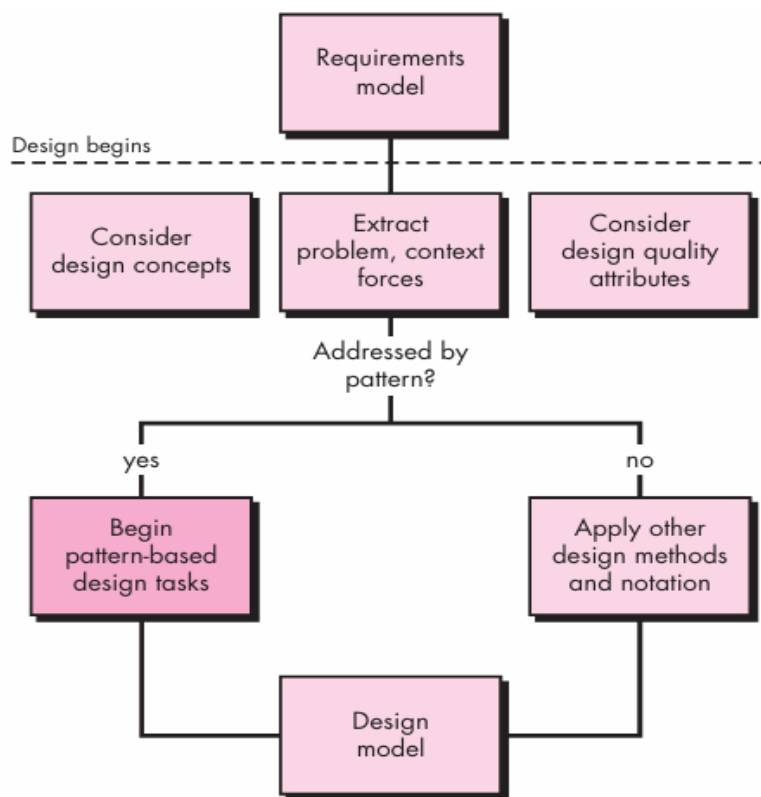 Requirements
model
Design begins
Consider
design concepts
Extract
problem, context
forces
Consider
design quality
attributes
Addressed by
pattern?
yes
no
Begin
pattern-based
design tasks
Apply other
design methods
and notation
Design
model